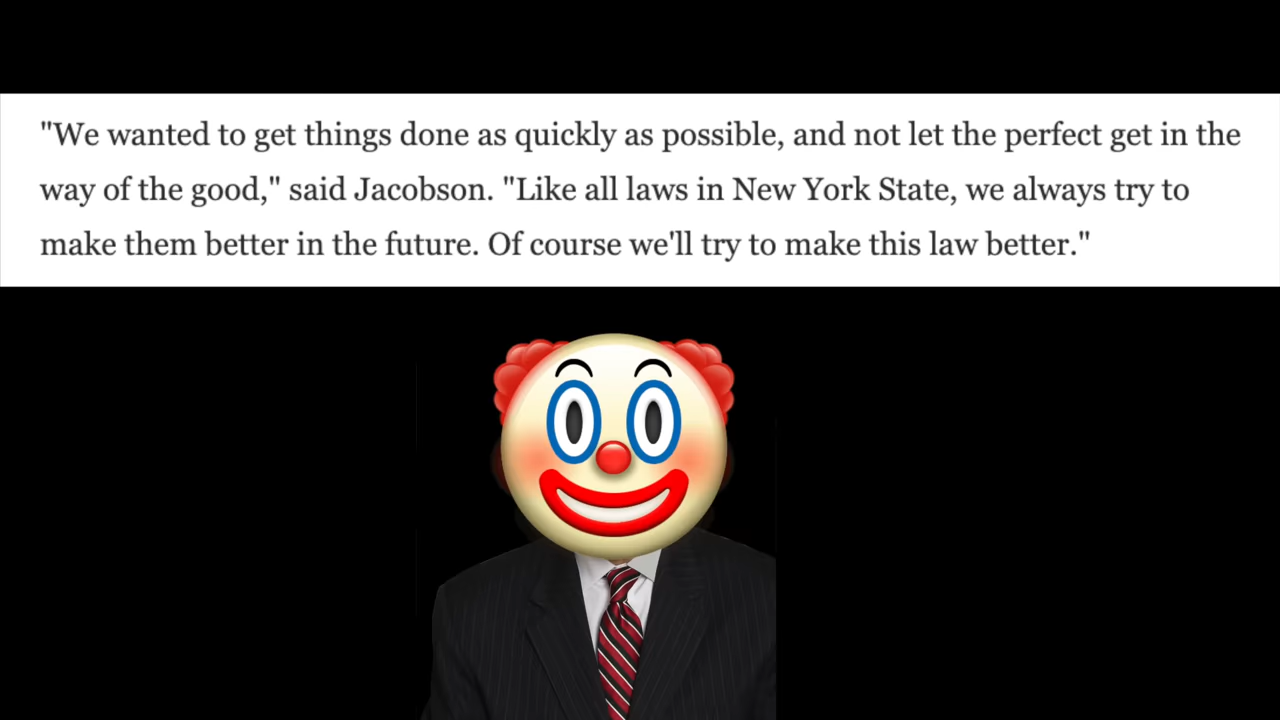 "We wanted to get things done as quickly as possible, and not let the perfect get in the
way of the good," said Jacobson. "Like all laws in New York State, we always try to
make them better in the future. Of course we'll try to make this law better."